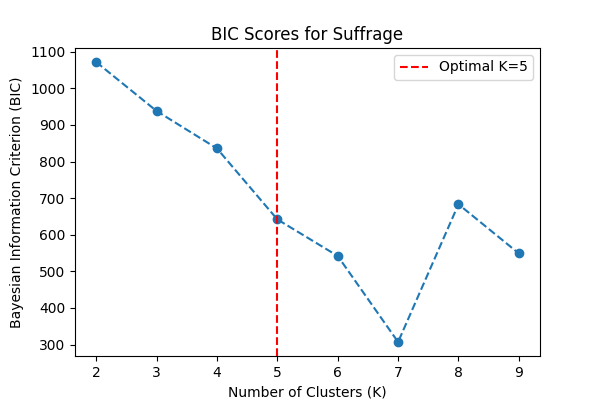 BIC Scores for Suffrage
Optimal K=5
Bayesian Information Criterion (BIC)
1100
1000
900
800
700
600
500
400
300
2 3 4 5 6 7 8 9
Number of Clusters (K)